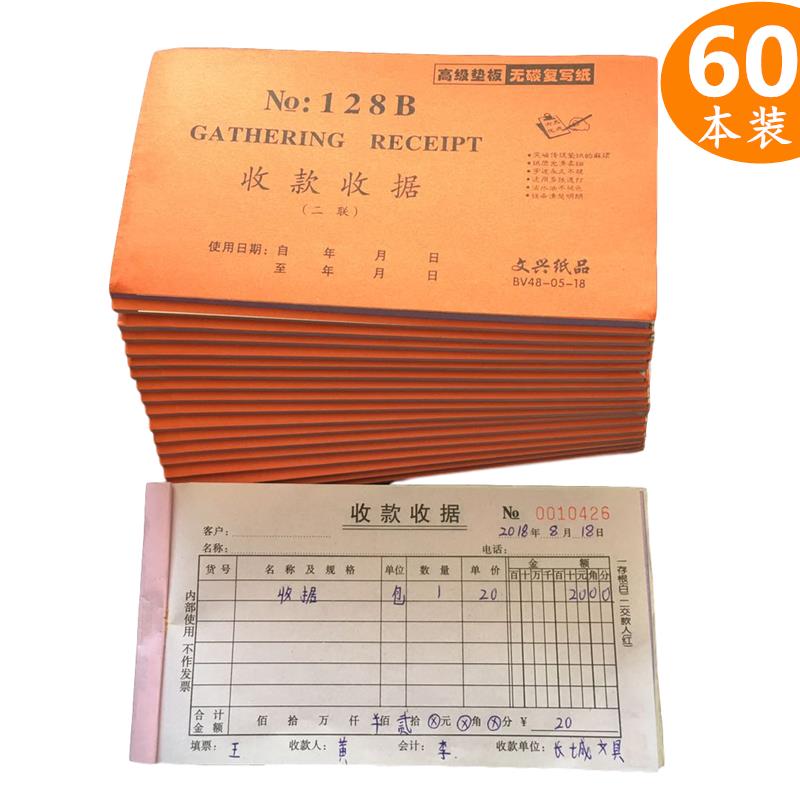 60
本装
高级垫板 无碳复写纸
No: 128B
GATHERING RECEIPT
收款收据
(二联)
使用日期: 自 年 月 日
至 年 月 日
文兴纸品
BV48-05-18
收款收据 No 0010426
2018年 8月 18日
客户:
名称: 电话:
货号 名称及规格 单位 数量 单价 金额
百十万千百十元角分
收据 包 1 20 2000
合计金额 佰 拾 万 仟 佰 贰拾 ⊗元 ⊗角 ⊗分 ¥ 20
填票: 王 收款人: 黄 会计: 李 收款单位: 长城文具
内部使用 不作发票
一存根(白) 二交款人(红)